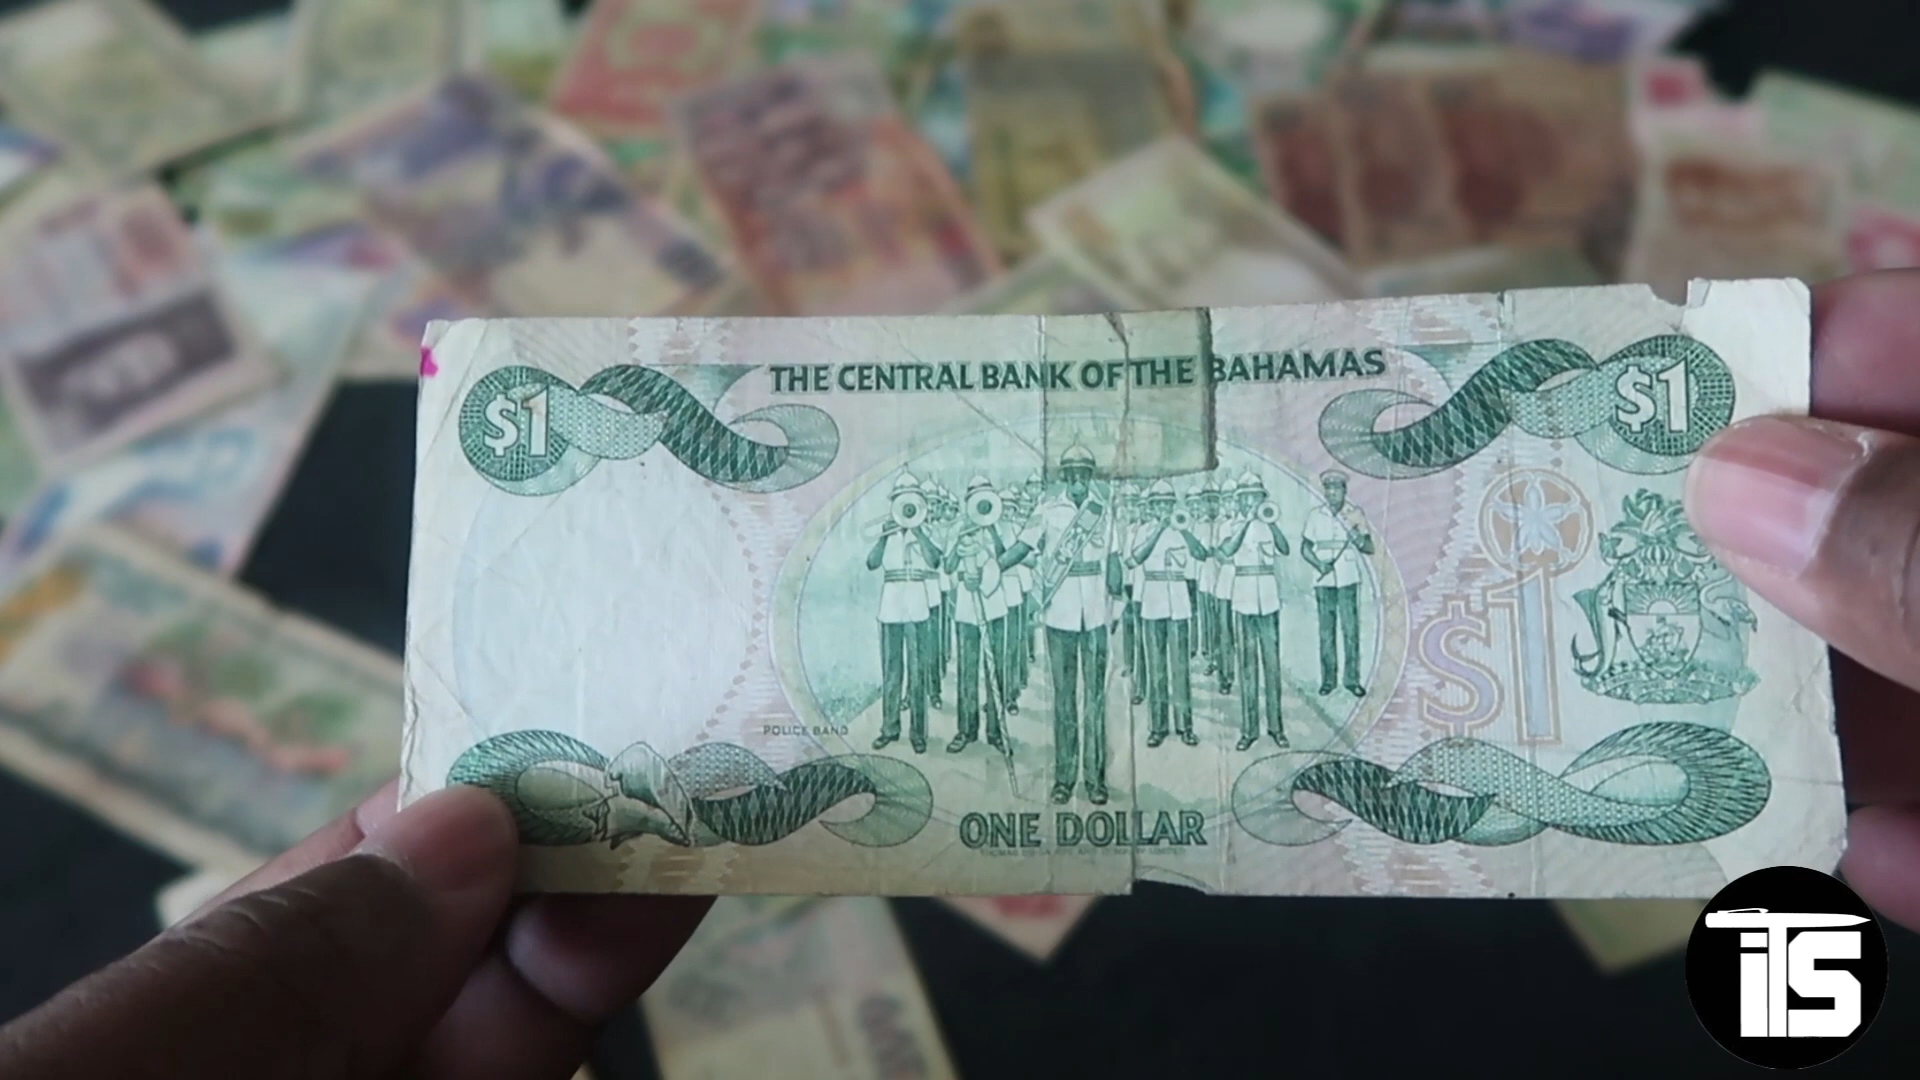 THE CENTRAL BANK OF THE BAHAMAS
$1
$1
$1
POLICE BAND
ONE DOLLAR
iTS